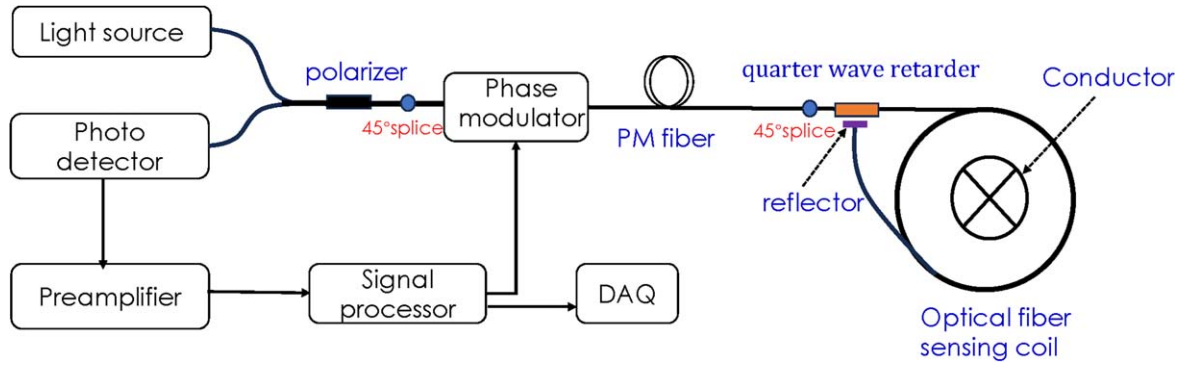 Light source
polarizer
45°splice
Phase
modulator
PM fiber
quarter wave retarder
45°splice
Conductor
Photo
detector
reflector
Preamplifier
Signal
processor
DAQ
Optical fiber
sensing coil